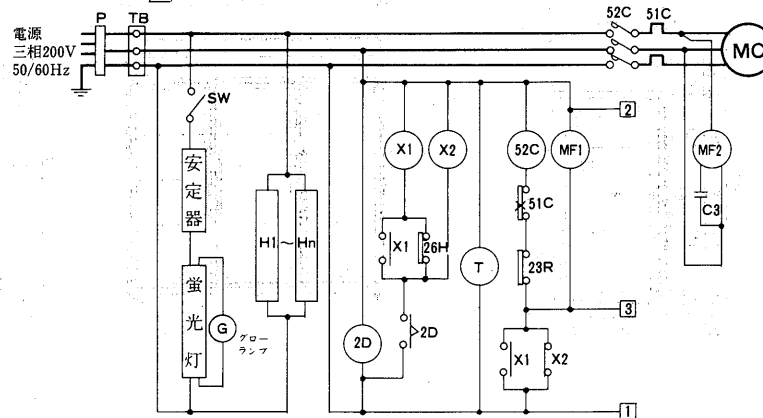 P TB 52C 51C
電源
三相200V
50/60Hz
MC
SW
2
X1 X2 52C MF1 MF2
安定器
51C
C3
H1～Hn
X1 26H
23R
T
3
蛍光灯
G
グロー
ランプ
2D
2D
X1 X2
1